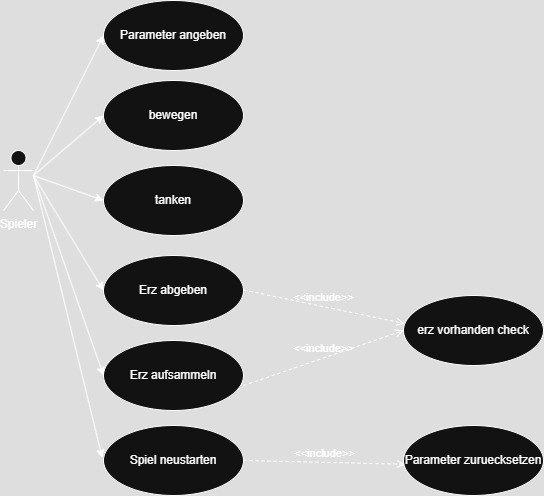 Parameter angeben
bewegen
tanken
Spieler
Erz abgeben
<<include>>
erz vorhanden check
<<include>>
Erz aufsammeln
Spiel neustarten
<<include>>
Parameter zuruecksetzen